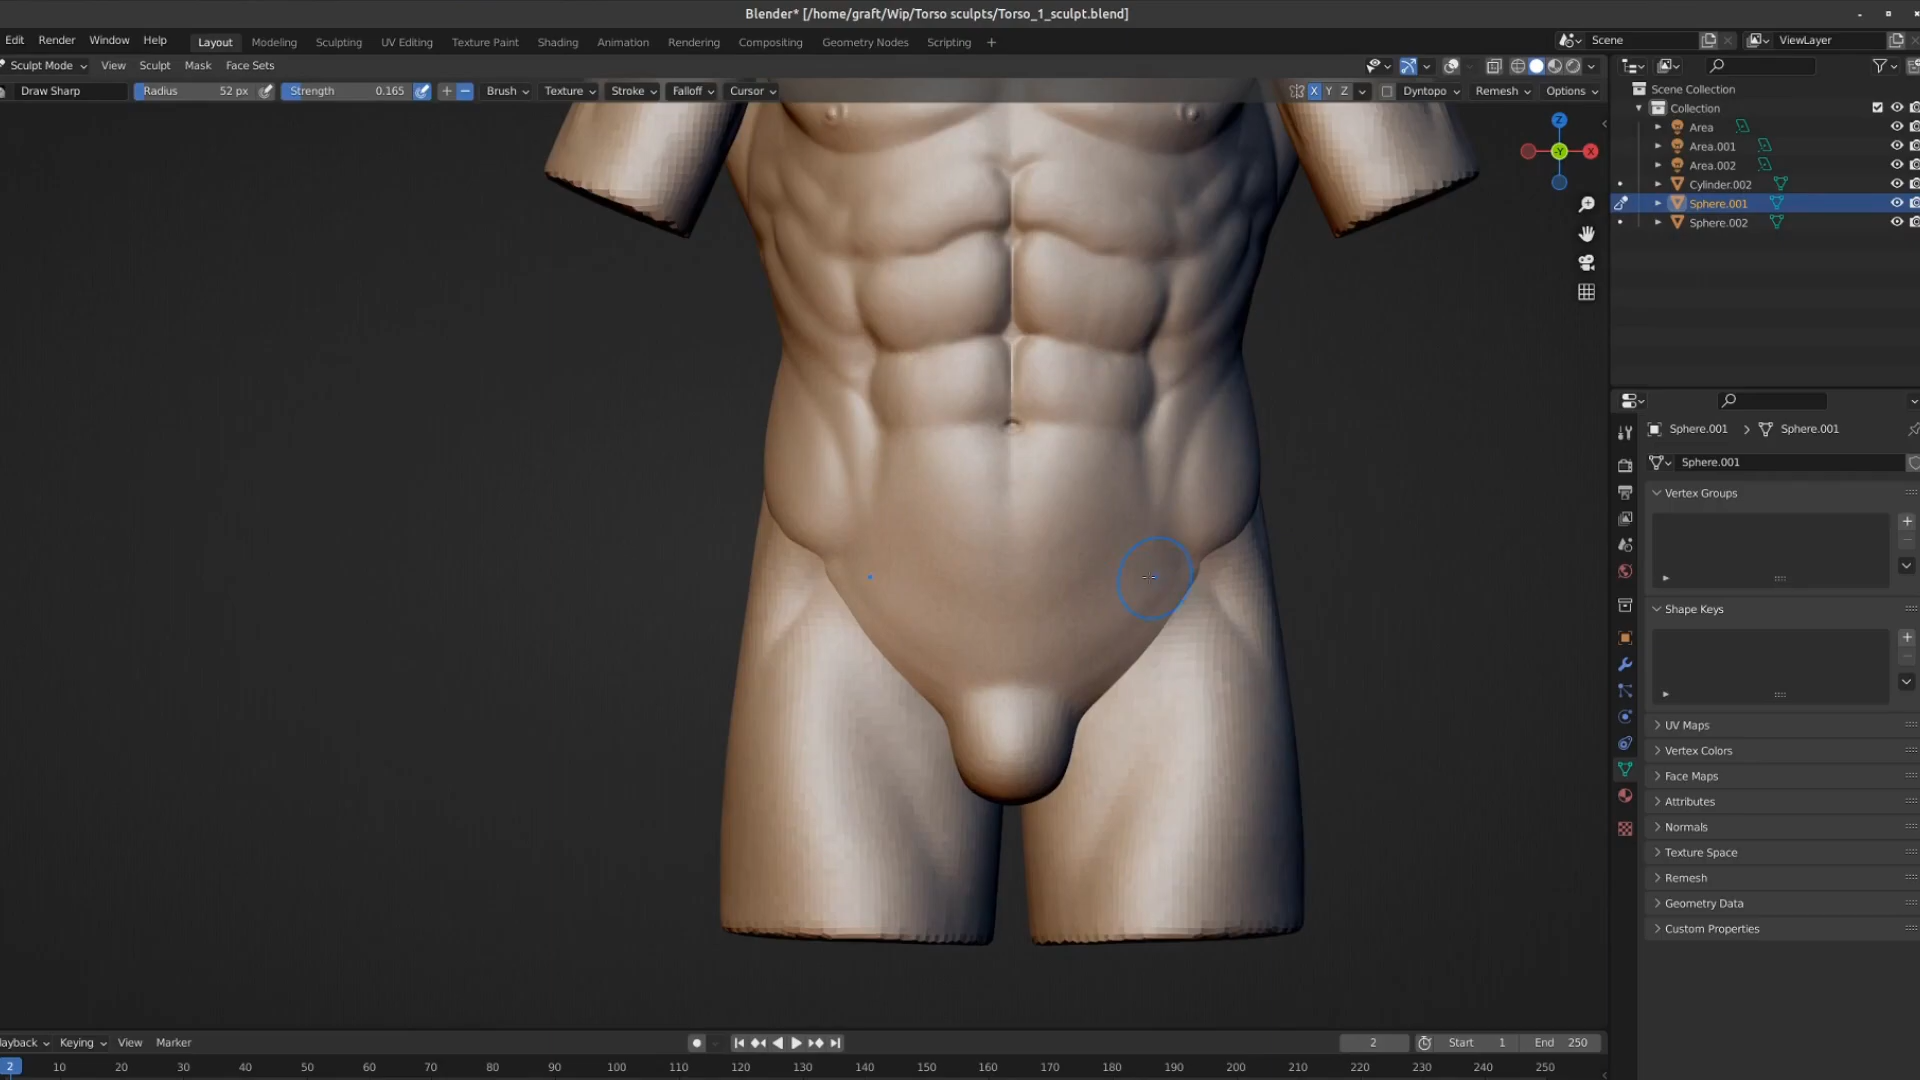 Blender* [/home/graft/Wip/Torso sculpts/Torso_1_sculpt.blend]
Edit Render Window Help Layout Modeling Sculpting UV Editing Texture Paint Shading Animation Rendering Compositing Geometry Nodes Scripting + Scene ViewLayer
Sculpt Mode View Sculpt Mask Face Sets
Draw Sharp Radius 52 px Strength 0.165 + − Brush Texture Stroke Falloff Cursor X Y Z Dyntopo Remesh Options
Scene Collection
Collection
Area
Area.001
Area.002
Cylinder.002
Sphere.001
Sphere.002
Z
-Y X
Sphere.001 > Sphere.001
Sphere.001
Vertex Groups
Shape Keys
UV Maps
Vertex Colors
Face Maps
Attributes
Normals
Texture Space
Remesh
Geometry Data
Custom Properties
layback Keying View Marker 2 Start 1 End 250
2 10 20 30 40 50 60 70 80 90 100 110 120 130 140 150 160 170 180 190 200 210 220 230 240 250